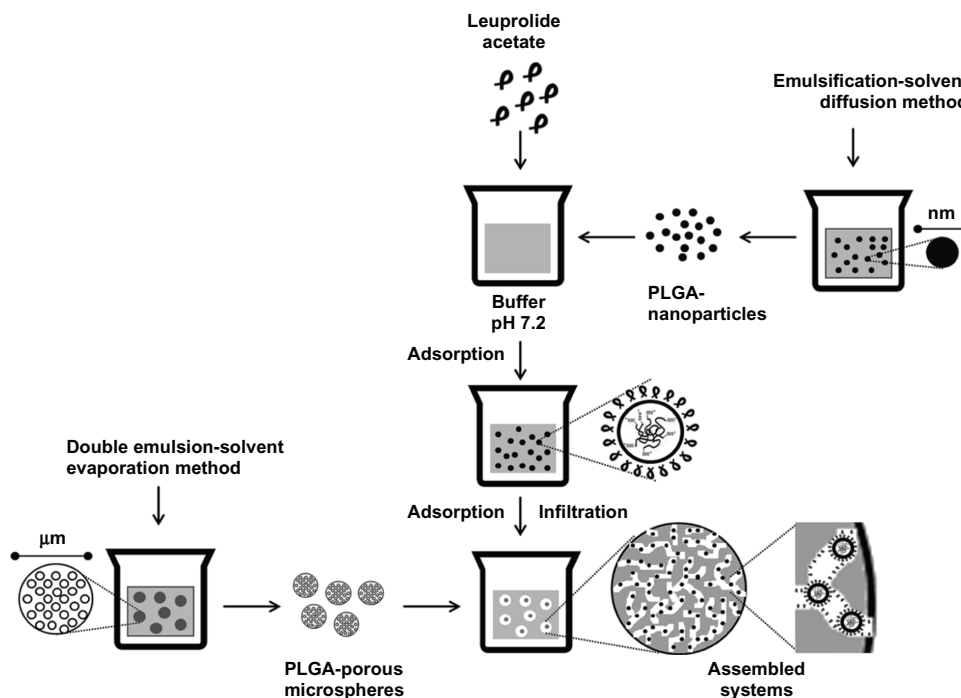 Leuprolide
acetate
Emulsification-solven
diffusion method
nm
PLGA-
nanoparticles
Buffer
pH 7.2
Adsorption
Double emulsion-solvent
evaporation method
Adsorption
Infiltration
µm
PLGA-porous
microspheres
Assembled
systems